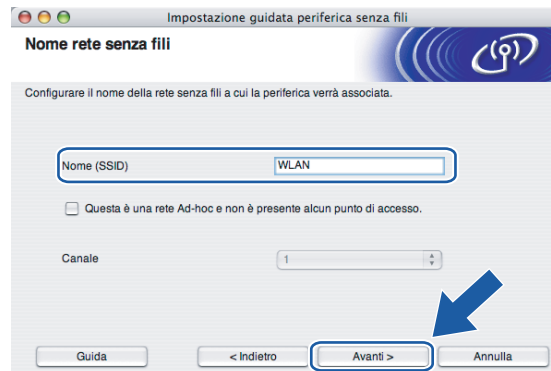 Impostazione guidata periferica senza fili
Nome rete senza fili
Configurare il nome della rete senza fili a cui la periferica verrà associata.
Nome (SSID) WLAN
Questa è una rete Ad-hoc e non è presente alcun punto di accesso.
Canale 1
Guida < Indietro Avanti > Annulla